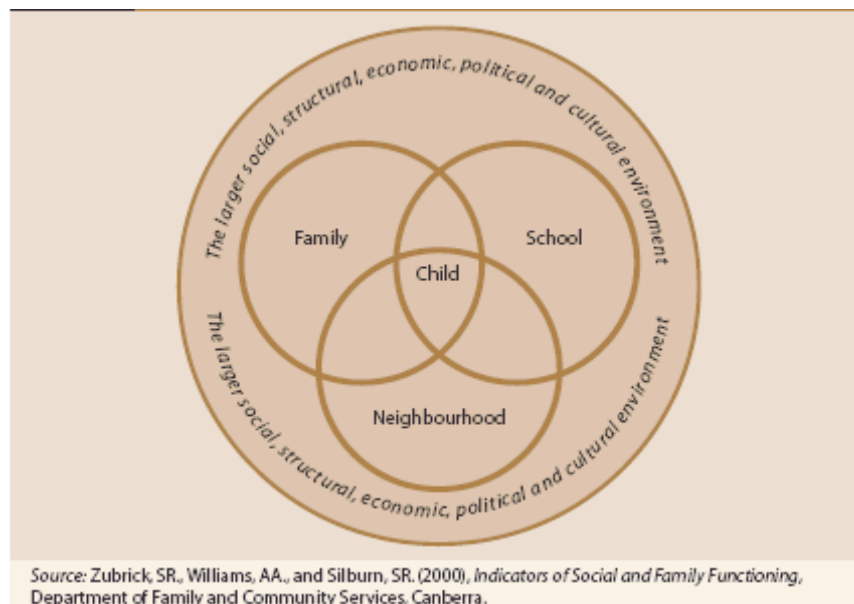 The larger social, structural, economic, political and cultural environment
Family
School
Child
Neighbourhood
The larger social, structural, economic, political and cultural environment
Source: Zubrick, SR., Williams, AA., and Silburn, SR. (2000), Indicators of Social and Family Functioning,
Department of Family and Community Services, Canberra.